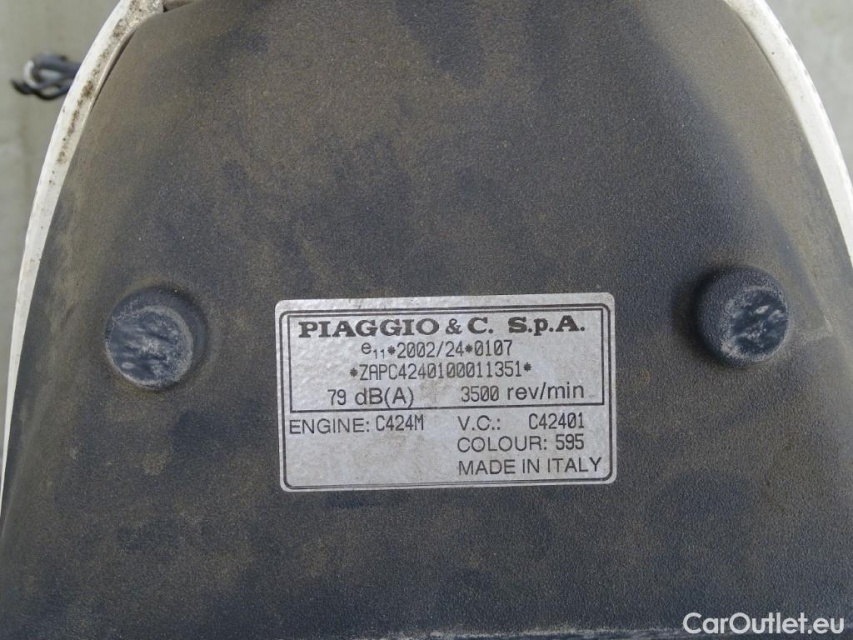 PIAGGIO & C. S.p.A.
e11*2002/24*0107
*ZAPC4240100011351*
79 dB(A) 3500 rev/min
ENGINE: C424M V.C.: C42401
COLOUR: 595
MADE IN ITALY
CarOutlet.eu